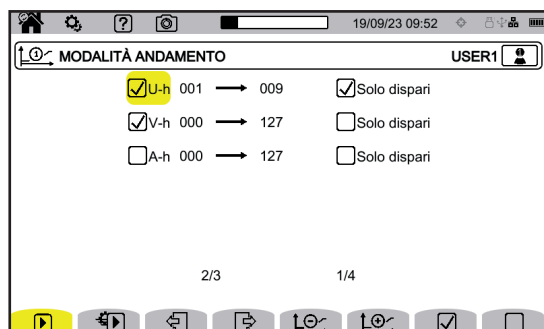 ? 19/09/23 09:52
1 MODALITÀ ANDAMENTO USER1
U-h 001 → 009 Solo dispari
V-h 000 → 127 Solo dispari
A-h 000 → 127 Solo dispari
2/3 1/4